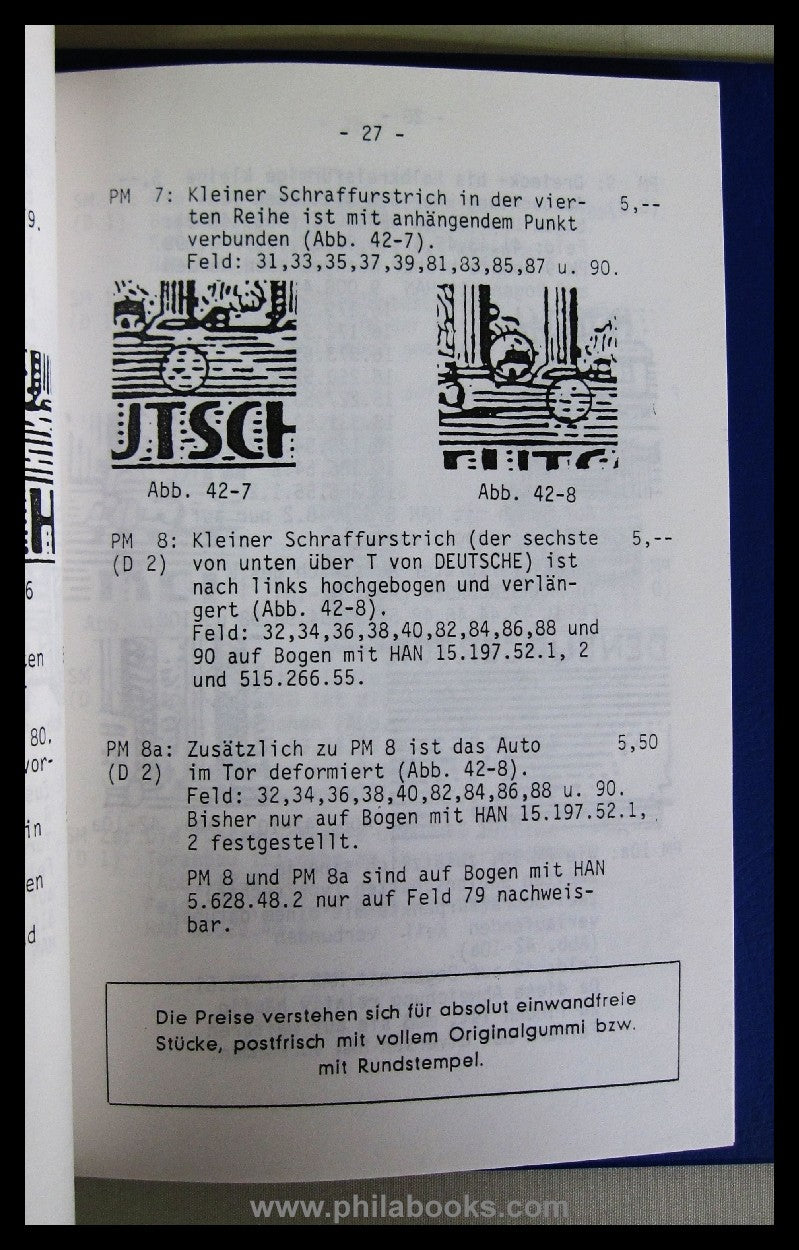 - 27 -
PM 7: Kleiner Schraffurstrich in der vier- 5,--
ten Reihe ist mit anhängendem Punkt
verbunden (Abb. 42-7).
Feld: 31,33,35,37,39,81,83,85,87 u. 90.
UTSCH
Abb. 42-7
Abb. 42-8
PM 8: Kleiner Schraffurstrich (der sechste 5,--
(D 2) von unten über T von DEUTSCHE) ist
nach links hochgebogen und verlän-
gert (Abb. 42-8).
Feld: 32,34,36,38,40,82,84,86,88 und
90 auf Bogen mit HAN 15.197.52.1, 2
und 515.266.55.
PM 8a: Zusätzlich zu PM 8 ist das Auto 5,50
(D 2) im Tor deformiert (Abb. 42-8).
Feld: 32,34,36,38,40,82,84,86,88 u. 90.
Bisher nur auf Bogen mit HAN 15.197.52.1,
2 festgestellt.
PM 8 und PM 8a sind auf Bogen mit HAN
5.628.48.2 nur auf Feld 79 nachweis-
bar.
Die Preise verstehen sich für absolut einwandfreie
Stücke, postfrisch mit vollem Originalgummi bzw.
mit Rundstempel.
9.
6
en
80.
vor-
in
en
d
www.philabooks.com